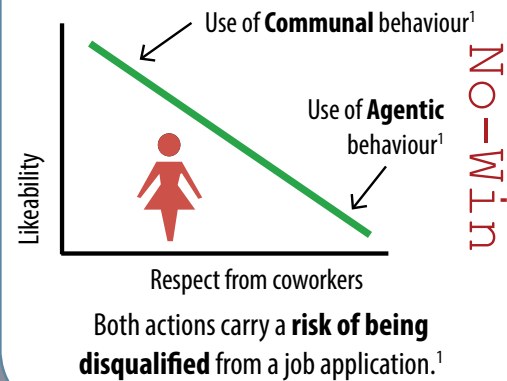 Use of Communal behaviour¹
Use of Agentic
behaviour¹
No-Win
Likeability
Respect from coworkers
Both actions carry a risk of being
disqualified from a job application.¹